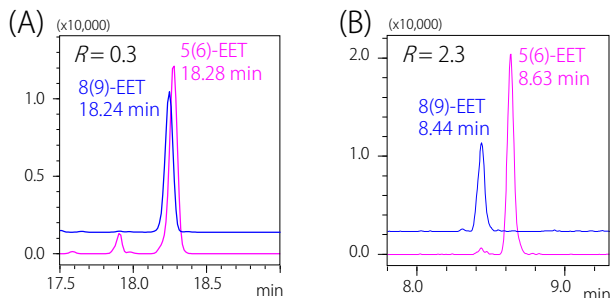 (A)
(x10,000)
R = 0.3
5(6)-EET
18.28 min
8(9)-EET
18.24 min
1.0
0.5
0.0
17.5
18.0
18.5
min
(B)
(x10,000)
R = 2.3
5(6)-EET
8.63 min
8(9)-EET
8.44 min
2.0
1.0
0.0
8.0
9.0
min